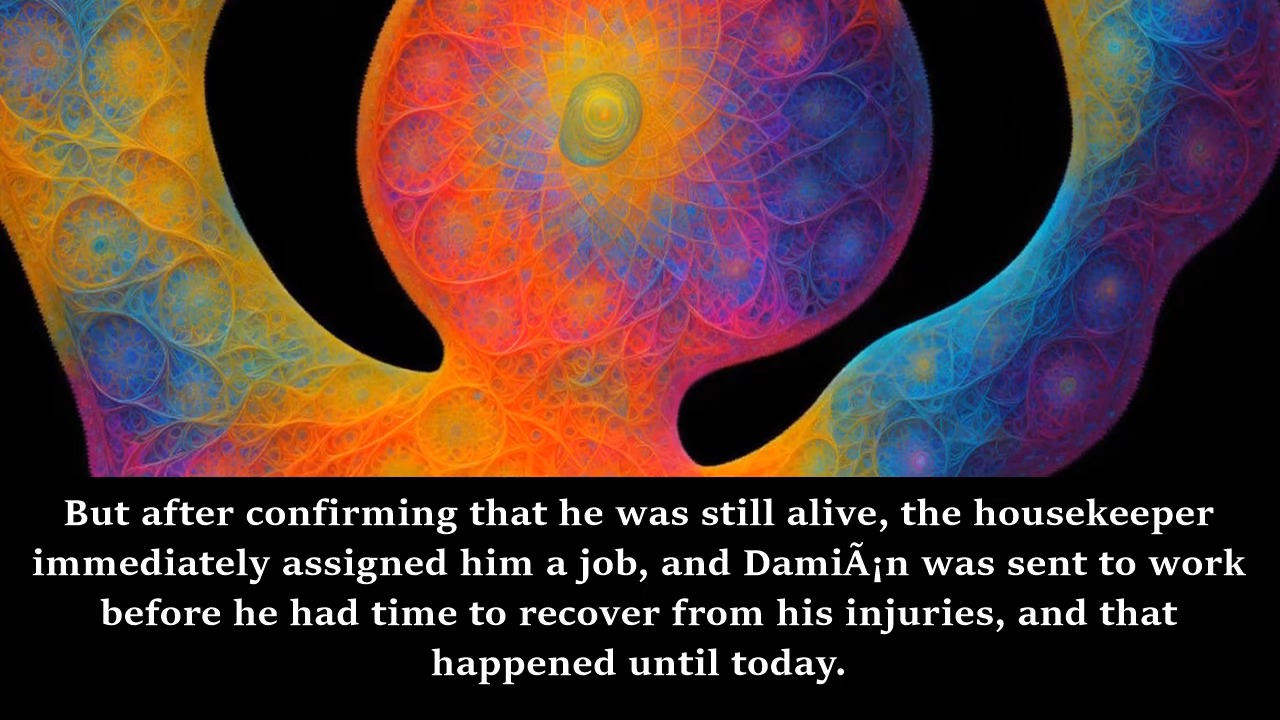 But after confirming that he was still alive, the housekeeper
immediately assigned him a job, and DamiÃ¡n was sent to work
before he had time to recover from his injuries, and that
happened until today.